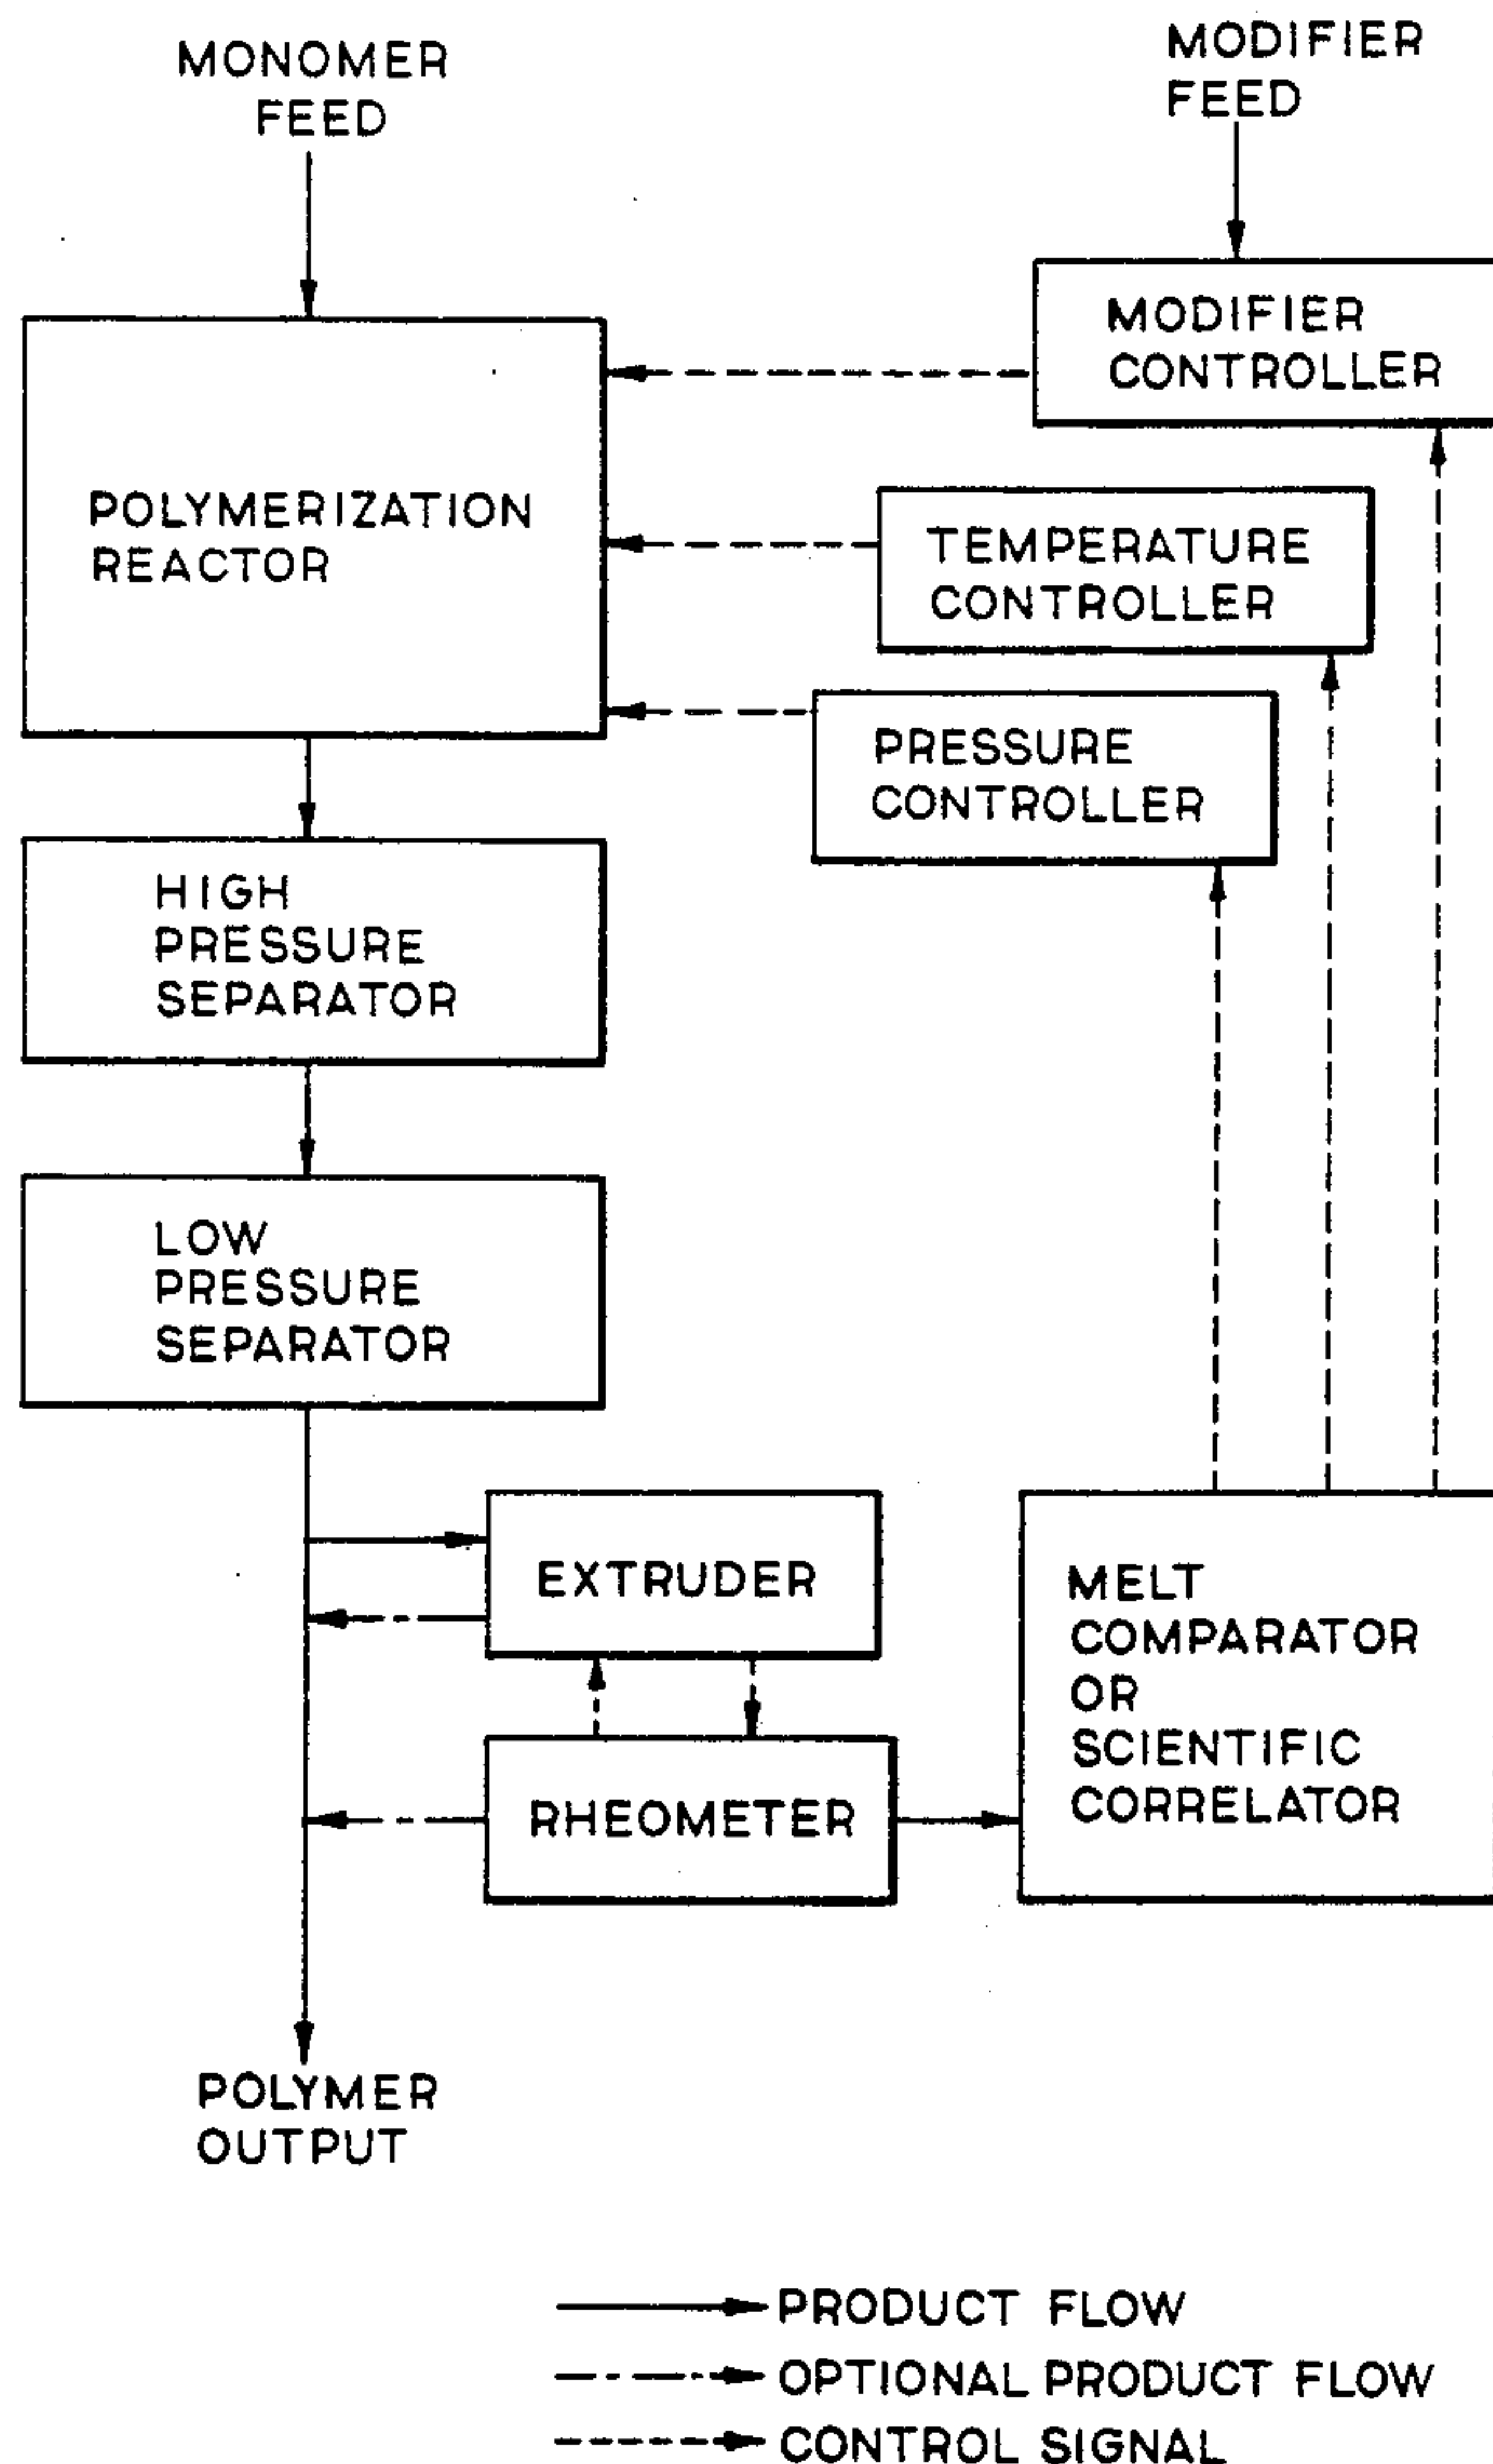 MONOMER
FEED
MODIFIER
FEED
MODIFIER
CONTROLLER
POLYMERIZATION
REACTOR
TEMPERATURE
CONTROLLER
PRESSURE
CONTROLLER
HIGH
PRESSURE
SEPARATOR
LOW
PRESSURE
SEPARATOR
EXTRUDER
MELT
COMPARATOR
OR
SCIENTIFIC
CORRELATOR
RHEOMETER
POLYMER
OUTPUT
PRODUCT FLOW
OPTIONAL PRODUCT FLOW
CONTROL SIGNAL